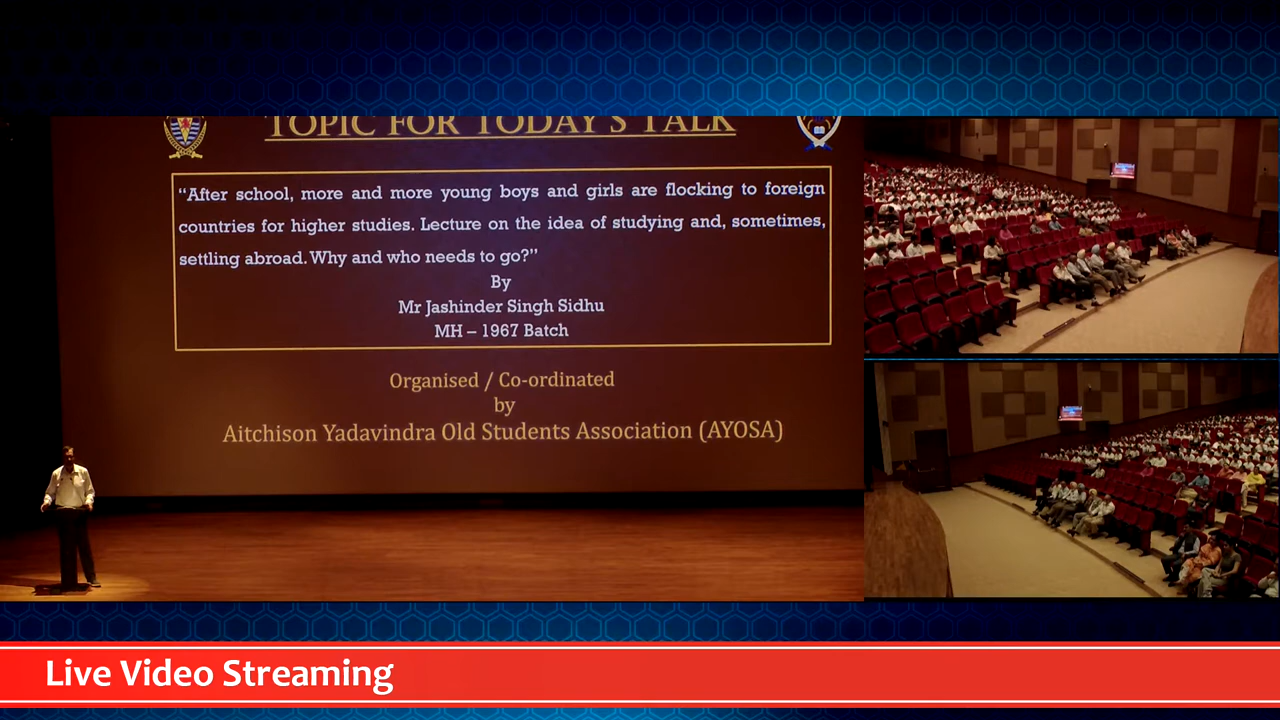 TOPIC FOR TODAY'S TALK
“After school, more and more young boys and girls are flocking to foreign
countries for higher studies. Lecture on the idea of studying and, sometimes,
settling abroad. Why and who needs to go?”
By
Mr Jashinder Singh Sidhu
MH – 1967 Batch
Organised / Co-ordinated
by
Aitchison Yadavindra Old Students Association (AYOSA)
Live Video Streaming